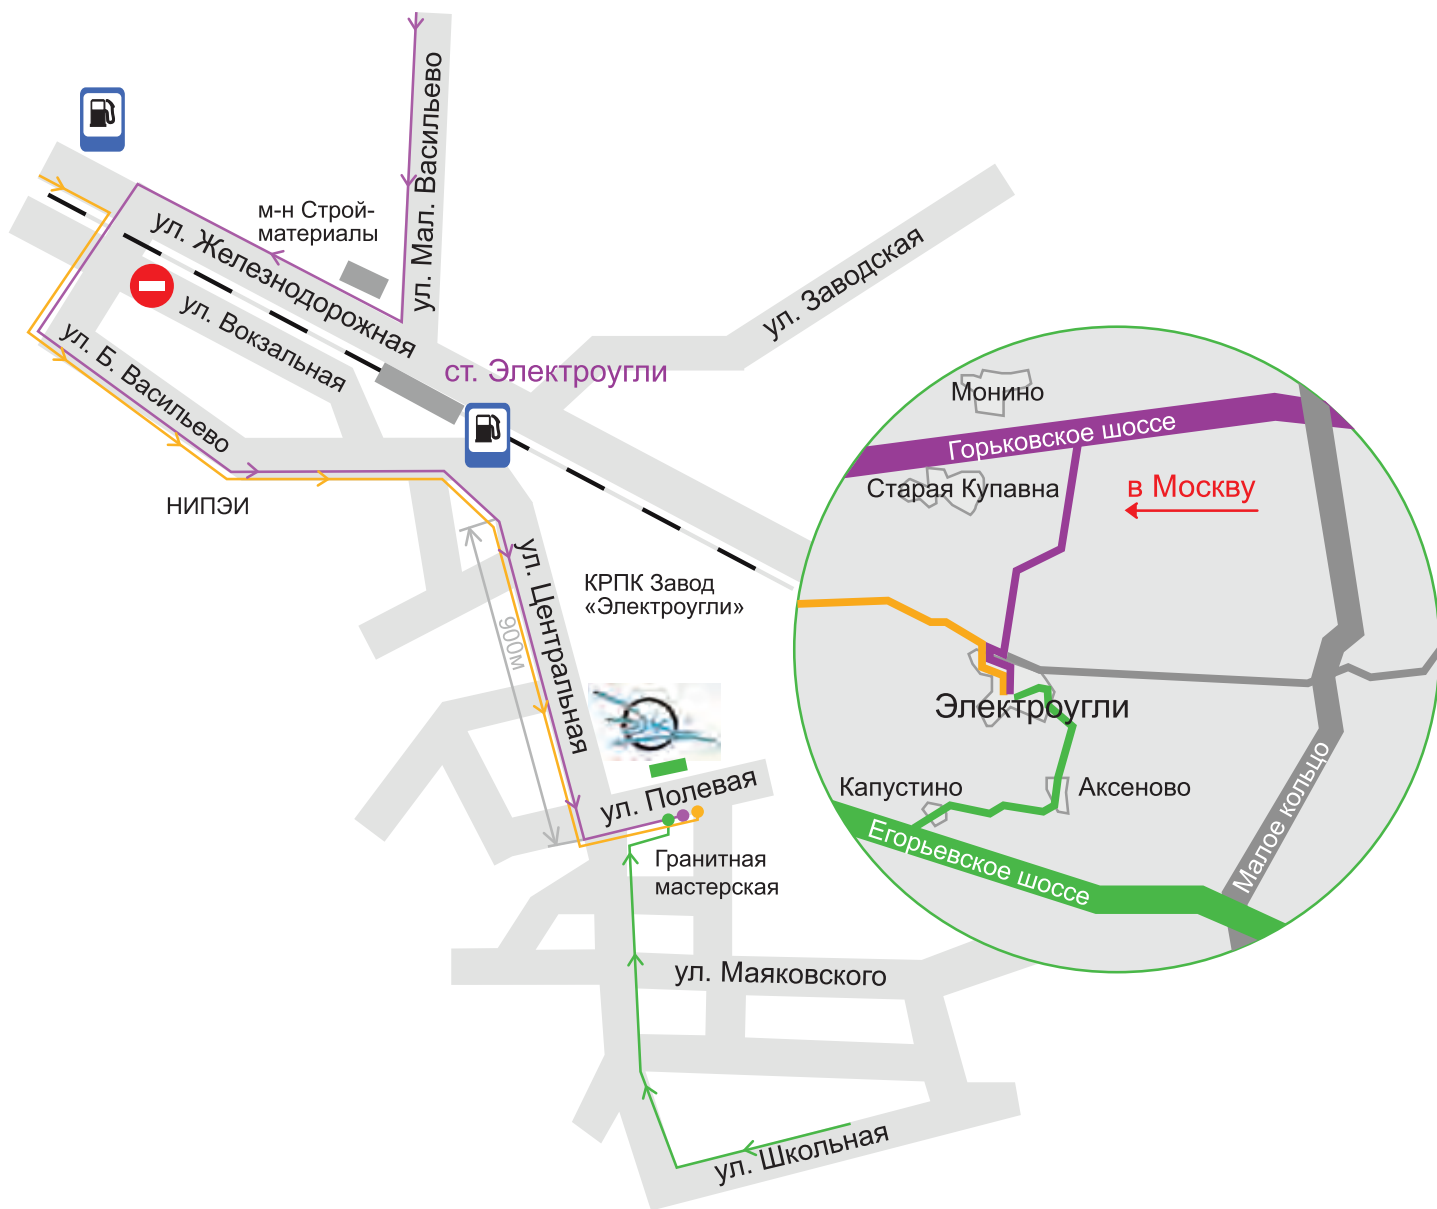 ул. Мал. Васильево
м-н Строй-
материалы
ул. Железнодорожная
ул. Вокзальная
ул. Б. Васильево
ул. Заводская
ст. Электроугли
НИПЭИ
ул. Центральная
900м
КРПК Завод
«Электроугли»
ул. Полевая
Гранитная
мастерская
ул. Маяковского
ул. Школьная
Монино
Горьковское шоссе
Старая Купавна
в Москву
Электроугли
Капустино
Аксеново
Егорьевское шоссе
Малое кольцо